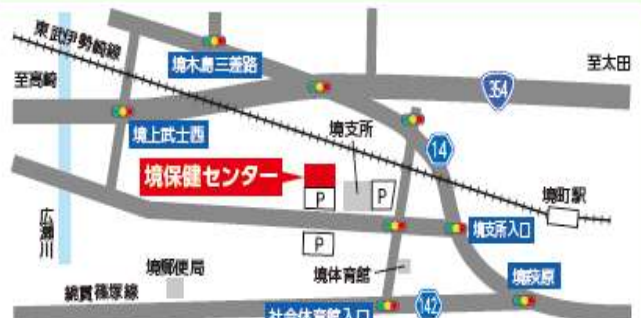 東武伊勢崎線
境木島三差路
至高崎
至太田
354
境上武士西
境支所
14
境保健センター
P
P
境町駅
広瀬川
P
境支所入口
境体育館
境郵便局
境萩原
綿貫篠塚線
社会体育館入口
142